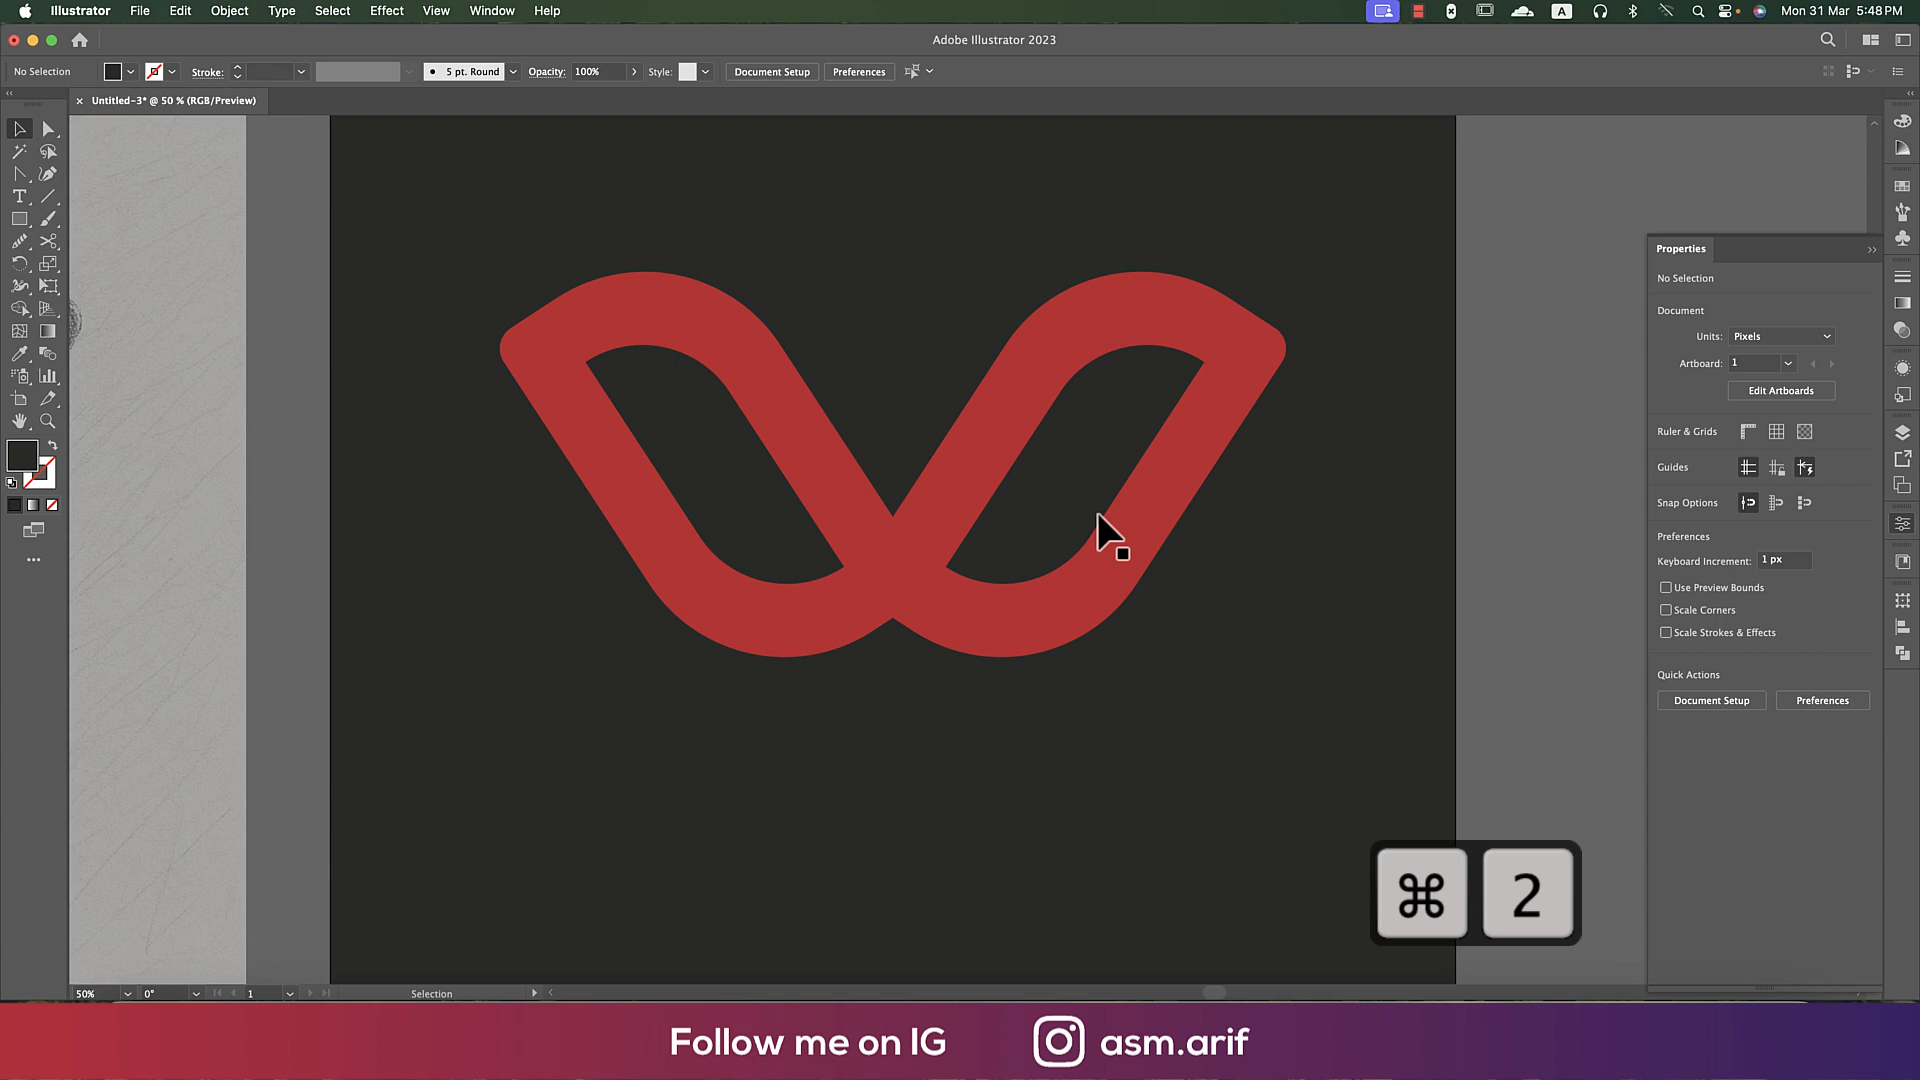 Illustrator File Edit Object Type Select Effect View Window Help
A
Mon 31 Mar 5:48 PM
Adobe Illustrator 2023
No Selection
Stroke:
5 pt. Round
Opacity: 100%
Style:
Document Setup
Preferences
× Untitled-3* @ 50 % (RGB/Preview)
Properties
No Selection
Document
Units: Pixels
Artboard: 1
Edit Artboards
Ruler & Grids
Guides
Snap Options
Preferences
Keyboard Increment: 1 px
Use Preview Bounds
Scale Corners
Scale Strokes & Effects
Quick Actions
Document Setup
Preferences
⌘ 2
50% 0° 1 Selection
Follow me on IG asm.arif